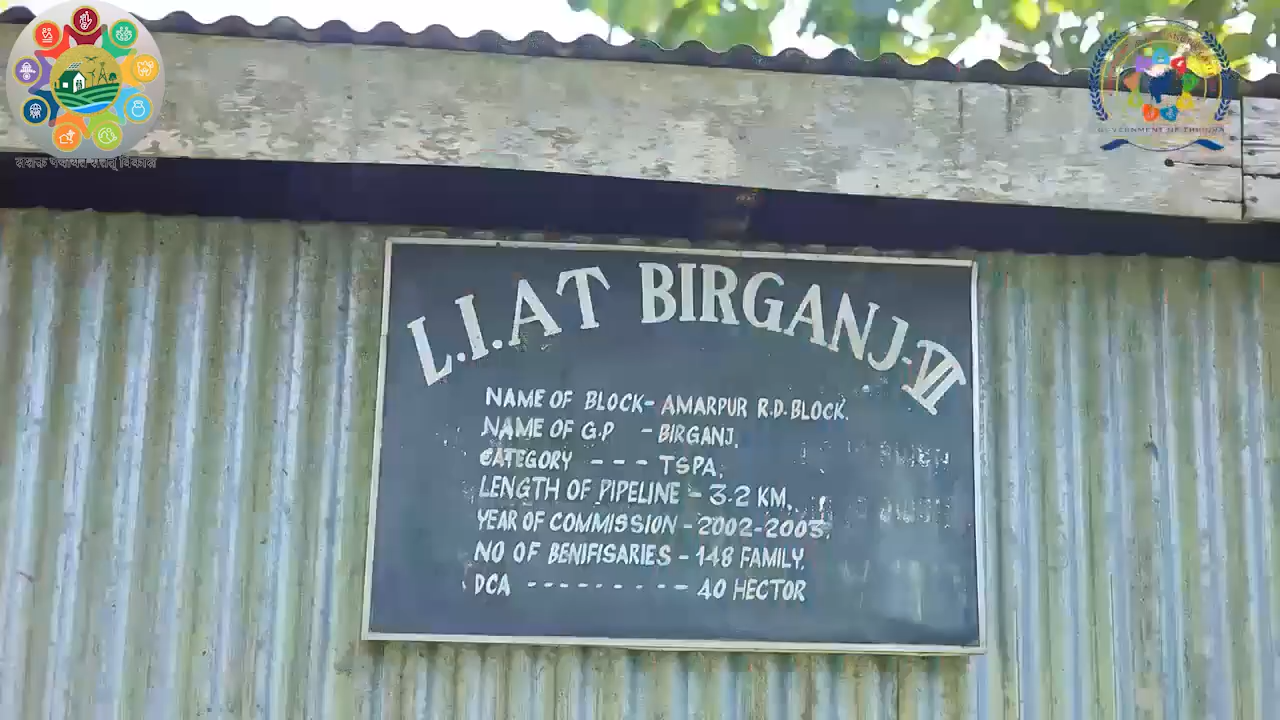 L.I. AT BIRGANJ-VII
NAME OF BLOCK- AMARPUR R.D. BLOCK.
NAME OF G.P - BIRGANJ.
CATEGORY - - - TSPA.
LENGTH OF PIPELINE - 3.2 KM.
YEAR OF COMMISSION - 2002-2003.
NO OF BENIFISARIES - 148 FAMILY.
DCA - - - - - - - - - 40 HECTOR
GOVERNMENT OF TRIPURA